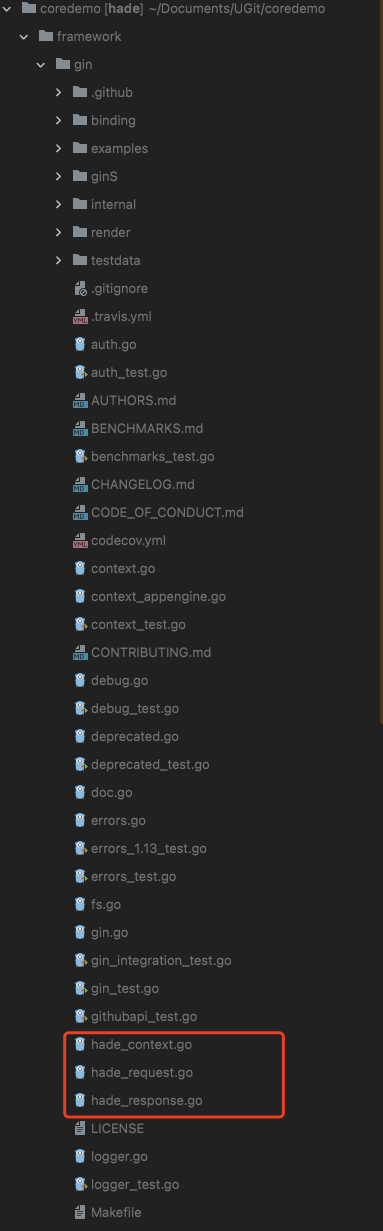 coredemo [hade] ~/Documents/UGit/coredemo
framework
gin
.github
binding
examples
ginS
internal
render
testdata
.gitignore
.travis.yml
auth.go
auth_test.go
AUTHORS.md
BENCHMARKS.md
benchmarks_test.go
CHANGELOG.md
CODE_OF_CONDUCT.md
codecov.yml
context.go
context_appengine.go
context_test.go
CONTRIBUTING.md
debug.go
debug_test.go
deprecated.go
deprecated_test.go
doc.go
errors.go
errors_1.13_test.go
errors_test.go
fs.go
gin.go
gin_integration_test.go
gin_test.go
githubapi_test.go
hade_context.go
hade_request.go
hade_response.go
LICENSE
logger.go
logger_test.go
Makefile